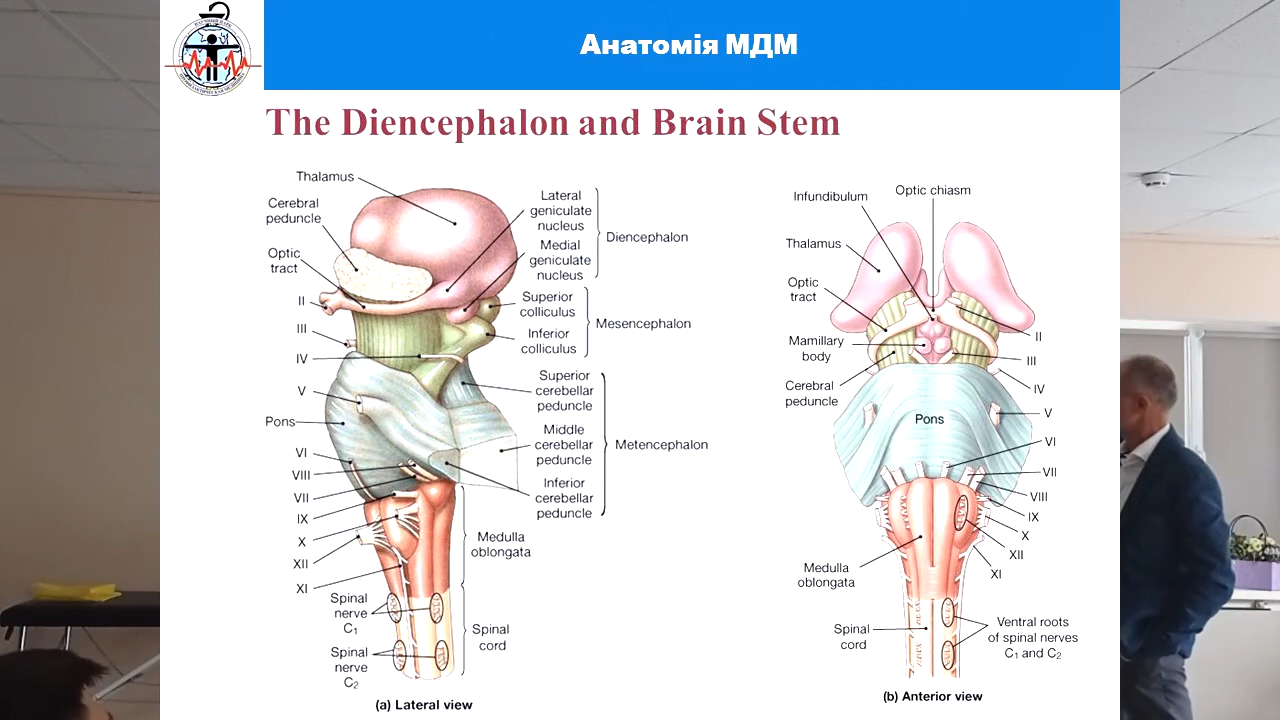 Анатомія МДМ
The Diencephalon and Brain Stem
Thalamus
Cerebral
peduncle
Optic
tract
II
III
IV
V
Pons
VI
VIII
VII
IX
X
XII
XI
Spinal
nerve
C1
Spinal
nerve
C2
Lateral
geniculate
nucleus
Medial
geniculate
nucleus
Diencephalon
Superior
colliculus
Inferior
colliculus
Mesencephalon
Superior
cerebellar
peduncle
Middle
cerebellar
peduncle
Inferior
cerebellar
peduncle
Metencephalon
Medulla
oblongata
Spinal
cord
(a) Lateral view
Infundibulum
Optic chiasm
Thalamus
Optic
tract
Mamillary
body
Cerebral
peduncle
Pons
II
III
IV
V
VI
VII
VIII
IX
X
XII
XI
Medulla
oblongata
Spinal
cord
Ventral roots
of spinal nerves
C1 and C2
(b) Anterior view